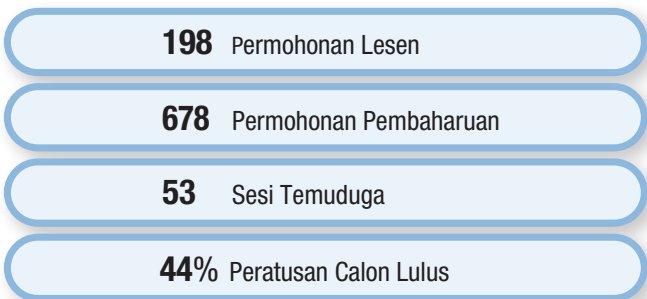 198 Permohonan Lesen
678 Permohonan Pembaharuan
53 Sesi Temuduga
44% Peratusan Calon Lulus